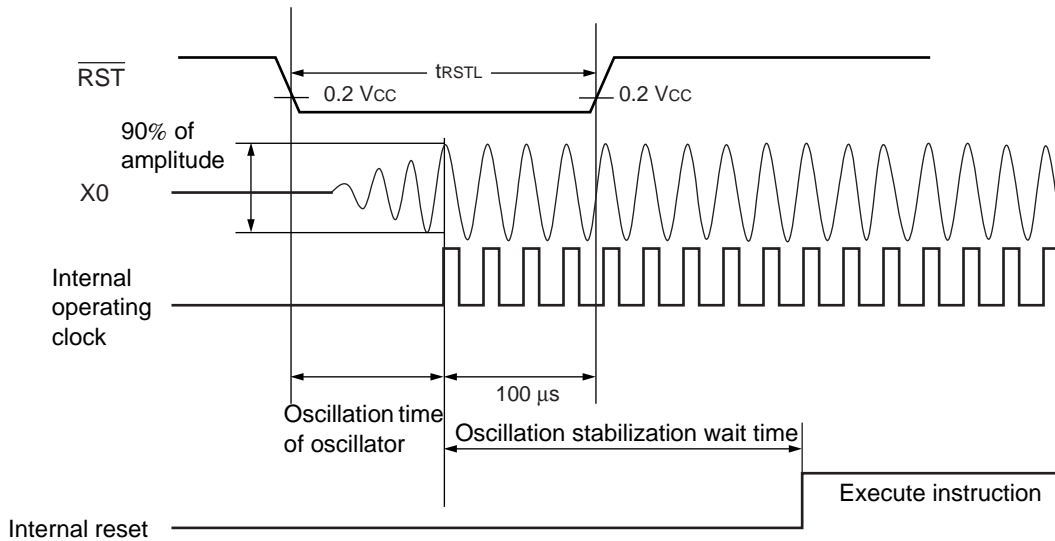 RST
tRSTL
0.2 VCC
0.2 VCC
90% of
amplitude
X0
Internal
operating
clock
100 μs
Oscillation time
of oscillator
Oscillation stabilization wait time
Execute instruction
Internal reset